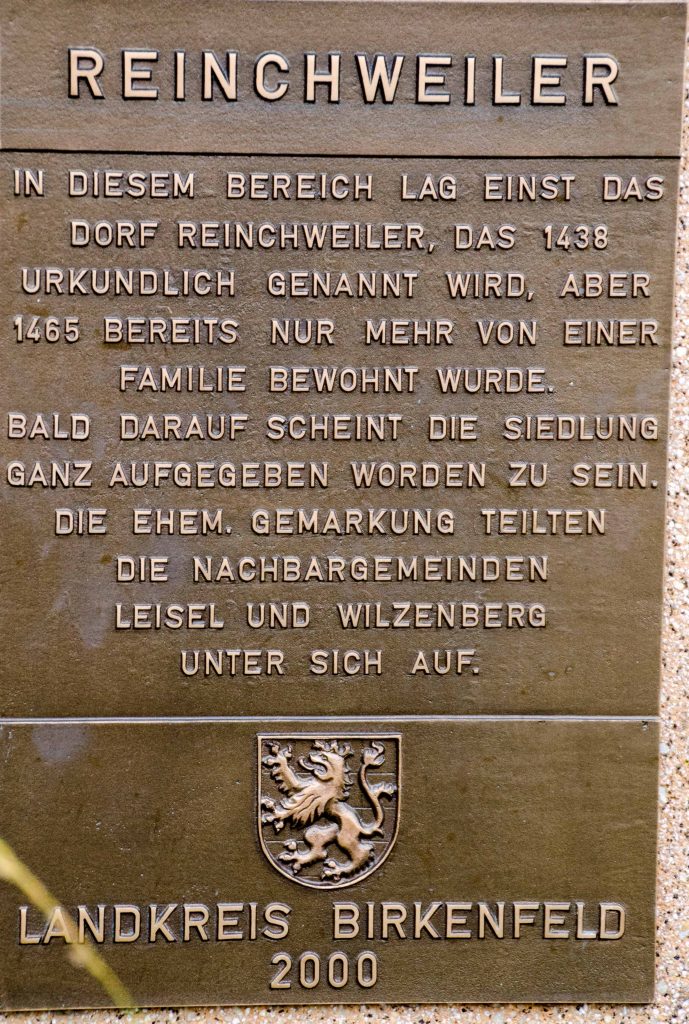 REINCHWEILER
IN DIESEM BEREICH LAG EINST DAS
DORF REINCHWEILER, DAS 1438
URKUNDLICH GENANNT WIRD, ABER
1465 BEREITS NUR MEHR VON EINER
FAMILIE BEWOHNT WURDE.
BALD DARAUF SCHEINT DIE SIEDLUNG
GANZ AUFGEGEBEN WORDEN ZU SEIN.
DIE EHEM. GEMARKUNG TEILTEN
DIE NACHBARGEMEINDEN
LEISEL UND WILZENBERG
UNTER SICH AUF.
LANDKREIS BIRKENFELD
2000